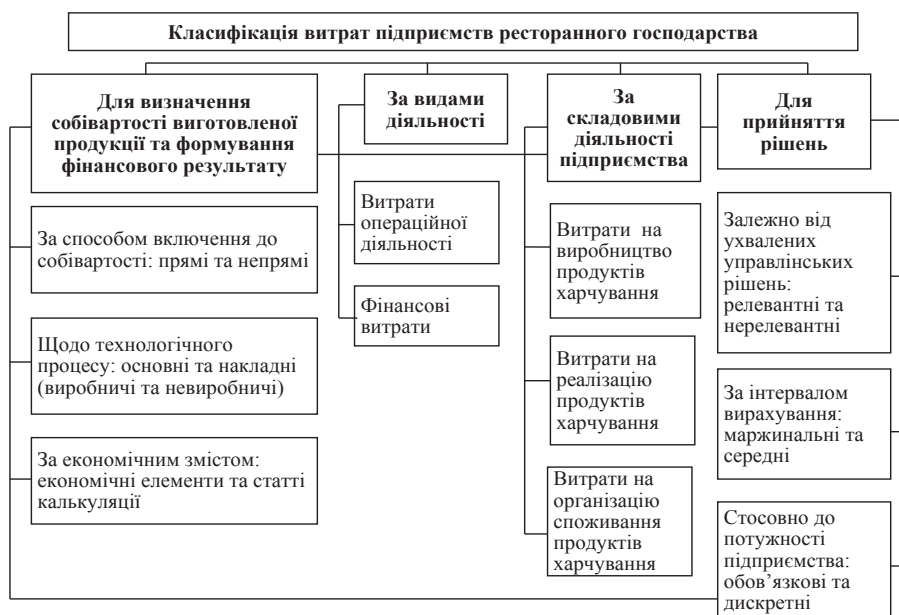 Класифікація витрат підприємств ресторанного господарства
Для визначення
собівартості виготовленої
продукції та формування
фінансового результату
За способом включення до
собівартості: прямі та непрямі
Щодо технологічного
процесу: основні та накладні
(виробничі та невиробничі)
За економічним змістом:
економічні елементи та статті
калькуляції
За видами
діяльності
Витрати
операційної
діяльності
Фінансові
витрати
За
складовими
діяльності
підприємства
Витрати на
виробництво
продуктів
харчування
Витрати на
реалізацію
продуктів
харчування
Витрати на
організацію
споживання
продуктів
харчування
Для
прийняття
рішень
Залежно від
ухвалених
управлінських
рішень:
релевантні та
нерелевантні
За інтервалом
вирахування:
маржинальні та
середні
Стосовно до
потужності
підприємства:
обов’язкові та
дискретні